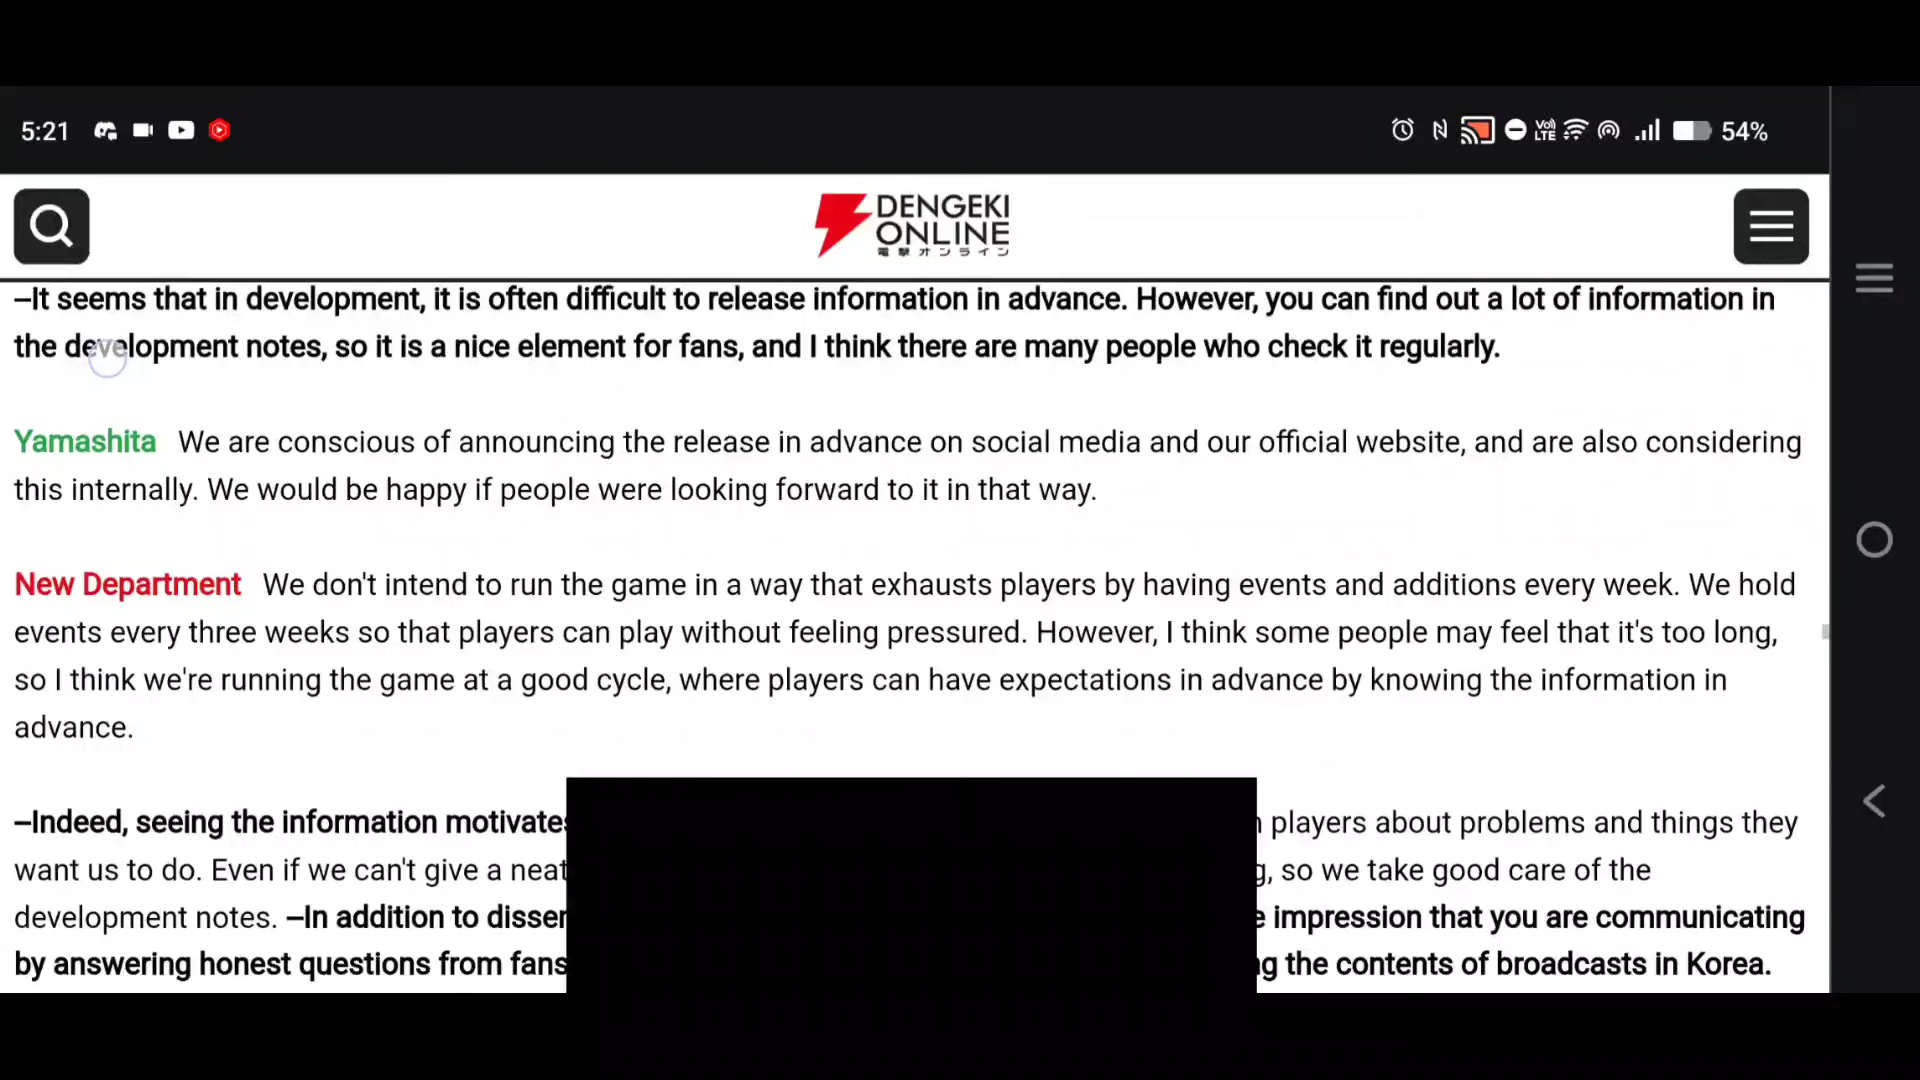 5:21
Vo)) LTE
54%
DENGEKI
ONLINE
電撃オンライン
–It seems that in development, it is often difficult to release information in advance. However, you can find out a lot of information in
the development notes, so it is a nice element for fans, and I think there are many people who check it regularly.
Yamashita We are conscious of announcing the release in advance on social media and our official website, and are also considering
this internally. We would be happy if people were looking forward to it in that way.
New Department We don't intend to run the game in a way that exhausts players by having events and additions every week. We hold
events every three weeks so that players can play without feeling pressured. However, I think some people may feel that it's too long,
so I think we're running the game at a good cycle, where players can have expectations in advance by knowing the information in
advance.
–Indeed, seeing the information motivates players about problems and things they
want us to do. Even if we can't give a neat so we take good care of the
development notes. –In addition to impression that you are communicating
by answering honest questions from fans the contents of broadcasts in Korea.